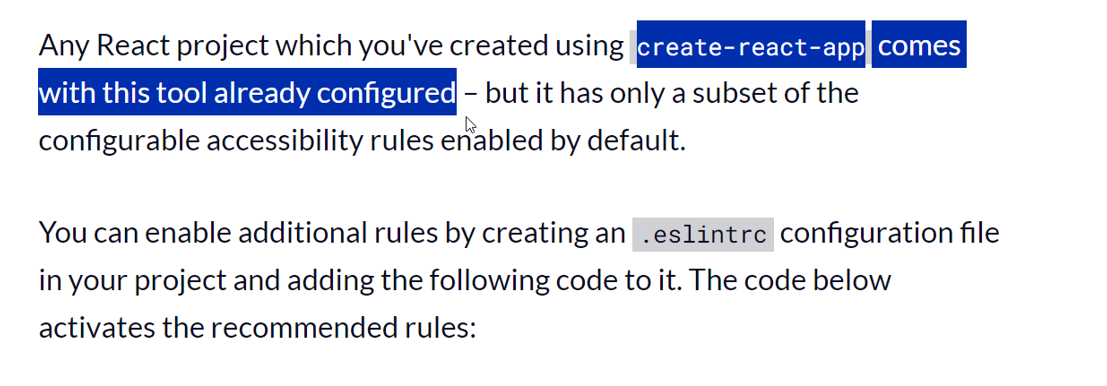 Any React project which you've created using create-react-app comes
with this tool already configured – but it has only a subset of the
configurable accessibility rules enabled by default.
You can enable additional rules by creating an .eslintrc configuration file
in your project and adding the following code to it. The code below
activates the recommended rules: